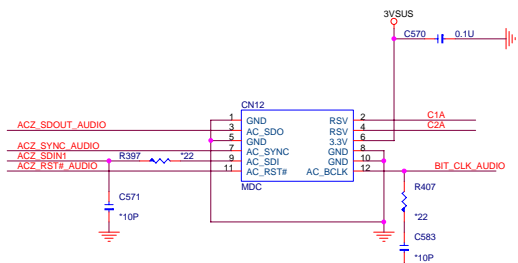 3VSUS
C570 0.1U
CN12
1 GND RSV 2 C1A
ACZ_SDOUT_AUDIO 3 AC_SDO RSV 4 C2A
5 GND 3.3V 6
ACZ_SYNC_AUDIO 7 AC_SYNC GND 8
ACZ_SDIN1 R397 *22 9 AC_SDI GND 10
ACZ_RST#_AUDIO 11 AC_RST# AC_BCLK 12 BIT_CLK_AUDIO
MDC
R407
C571
*10P
*22
C583
*10P